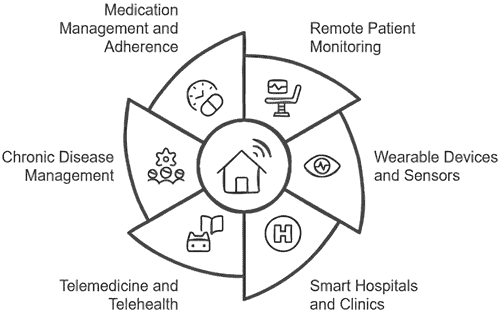 Medication
Management and
Adherence
Remote Patient
Monitoring
Chronic Disease
Management
Wearable Devices
and Sensors
H
Telemedicine and
Telehealth
Smart Hospitals
and Clinics